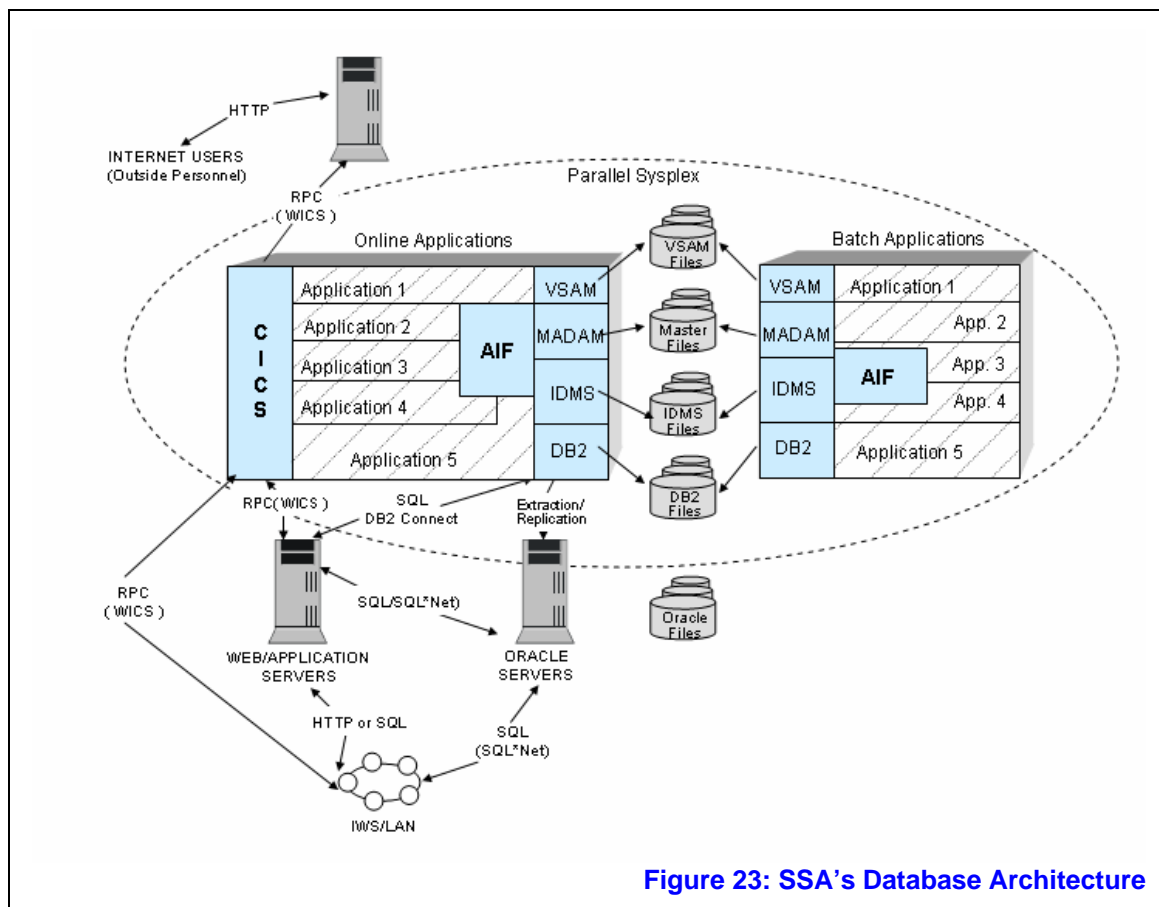 HTTP
INTERNET USERS
(Outside Personnel)
RPC
( WICS )
Parallel Sysplex
Online Applications
Batch Applications
CICS
Application 1
Application 2
Application 3
Application 4
Application 5
AIF
VSAM
MADAM
IDMS
DB2
VSAM
Files
Master
Files
IDMS
Files
DB2
Files
VSAM
MADAM
IDMS
DB2
AIF
Application 1
App. 2
App. 3
App. 4
Application 5
RPC(WICS )
SQL
DB2 Connect
Extraction/
Replication
RPC
( WICS )
SQL/SQL*Net)
Oracle
Files
WEB/APPLICATION
SERVERS
ORACLE
SERVERS
HTTP or SQL
SQL
(SQL*Net)
IWS/LAN
Figure 23: SSA's Database Architecture